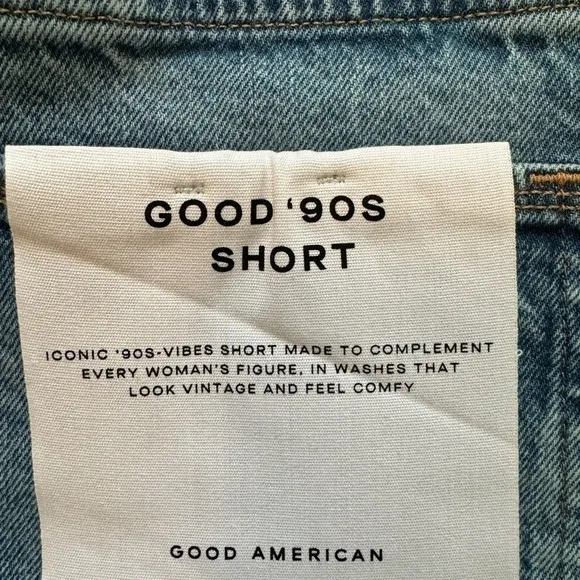 GOOD ‘90S
SHORT
ICONIC ‘90S-VIBES SHORT MADE TO COMPLEMENT
EVERY WOMAN’S FIGURE, IN WASHES THAT
LOOK VINTAGE AND FEEL COMFY
GOOD AMERICAN